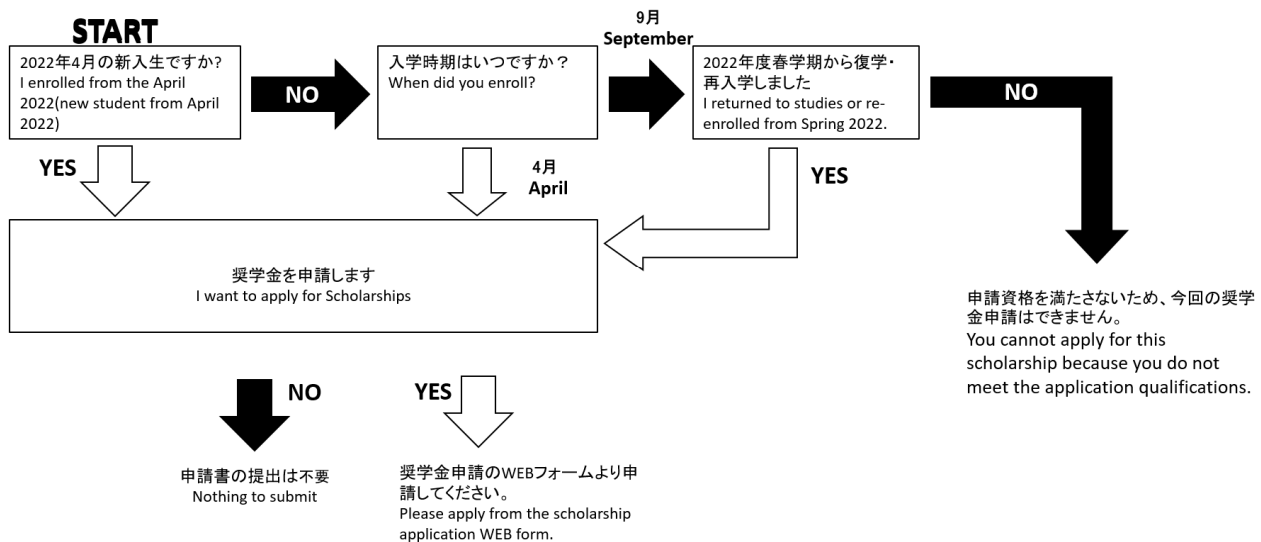 START
2022年4月の新入生ですか?
I enrolled from the April
2022(new student from April
2022)
NO
入学時期はいつですか？
When did you enroll?
9月
September
2022年度春学期から復学・
再入学しました
I returned to studies or re-
enrolled from Spring 2022.
NO
YES
4月
April
YES
奨学金を申請します
I want to apply for Scholarships
申請資格を満たさないため、今回の奨学
金申請はできません。
You cannot apply for this
scholarship because you do not
meet the application qualifications.
NO
YES
申請書の提出は不要
Nothing to submit
奨学金申請のWEBフォームより申
請してください。
Please apply from the scholarship
application WEB form.